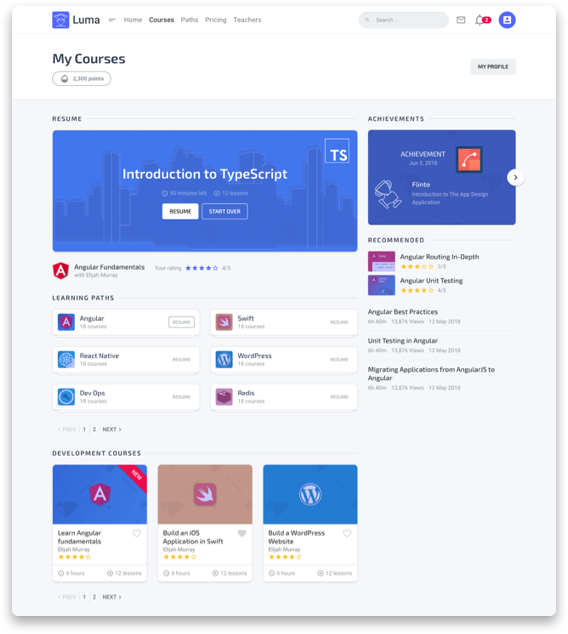 Luma
Home Courses Paths Pricing Teachers
Search ...
2
My Courses
2,300 points
MY PROFILE
RESUME
TS
Introduction to TypeScript
50 minutes left 12 lessons
RESUME START OVER
Angular Fundamentals
with Elijah Murray
Your rating 4/5
LEARNING PATHS
Angular
18 courses
RESUME
Swift
18 courses
RESUME
React Native
18 courses
RESUME
WordPress
18 courses
RESUME
Dev Ops
18 courses
RESUME
Redis
18 courses
RESUME
< PREV 1 2 NEXT >
DEVELOPMENT COURSES
NEW
Learn Angular
fundamentals
Elijah Murray
6 hours 12 lessons
Build an iOS
Application in Swift
Elijah Murray
6 hours 12 lessons
Build a WordPress
Website
Elijah Murray
6 hours 12 lessons
< PREV 1 2 NEXT >
ACHIEVEMENTS
ACHIEVEMENT
Jun 5, 2018
Flinto
Introduction to The App Design
Application
RECOMMENDED
Angular Routing In-Depth
3/5
Angular Unit Testing
4/5
Angular Best Practices
6h 40m 13,876 Views 13 May 2018
Unit Testing in Angular
6h 40m 13,876 Views 13 May 2018
Migrating Applications from AngularJS to
Angular
6h 40m 13,876 Views 13 May 2018